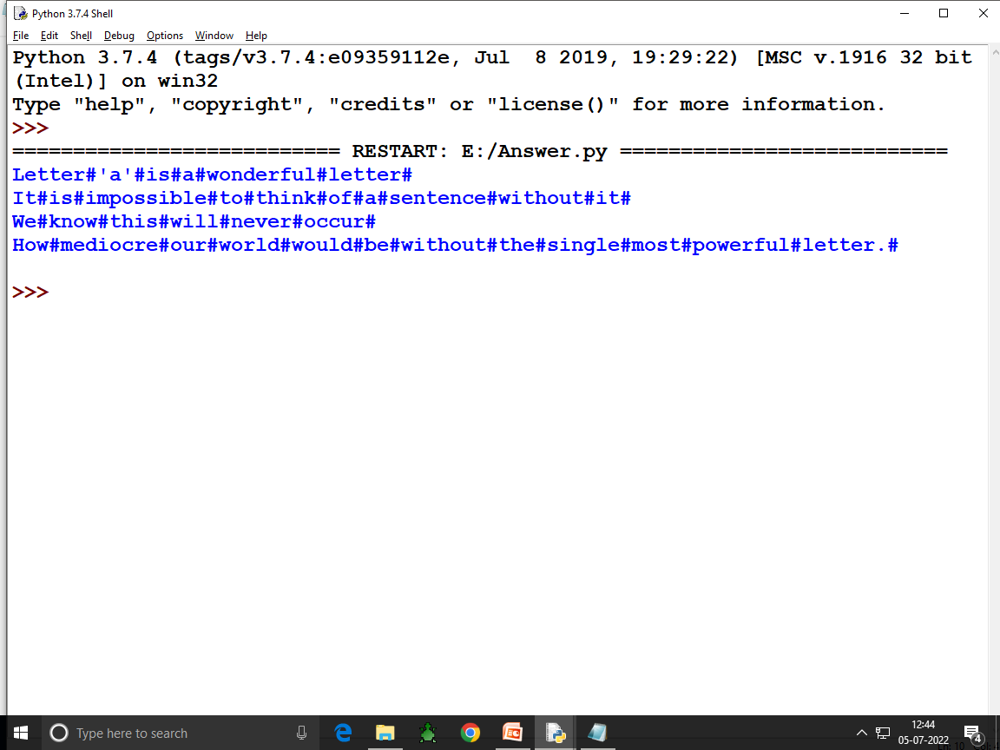 Python 3.7.4 Shell
File Edit Shell Debug Options Window Help
Python 3.7.4 (tags/v3.7.4:e09359112e, Jul  8 2019, 19:29:22) [MSC v.1916 32 bit
(Intel)] on win32
Type "help", "copyright", "credits" or "license()" for more information.
>>>
=========================== RESTART: E:/Answer.py ===========================
Letter#'a'#is#a#wonderful#letter#
It#is#impossible#to#think#of#a#sentence#without#it#
We#know#this#will#never#occur#
How#mediocre#our#world#would#be#without#the#single#most#powerful#letter.#
>>>
Type here to search
12:44
05-07-2022
4